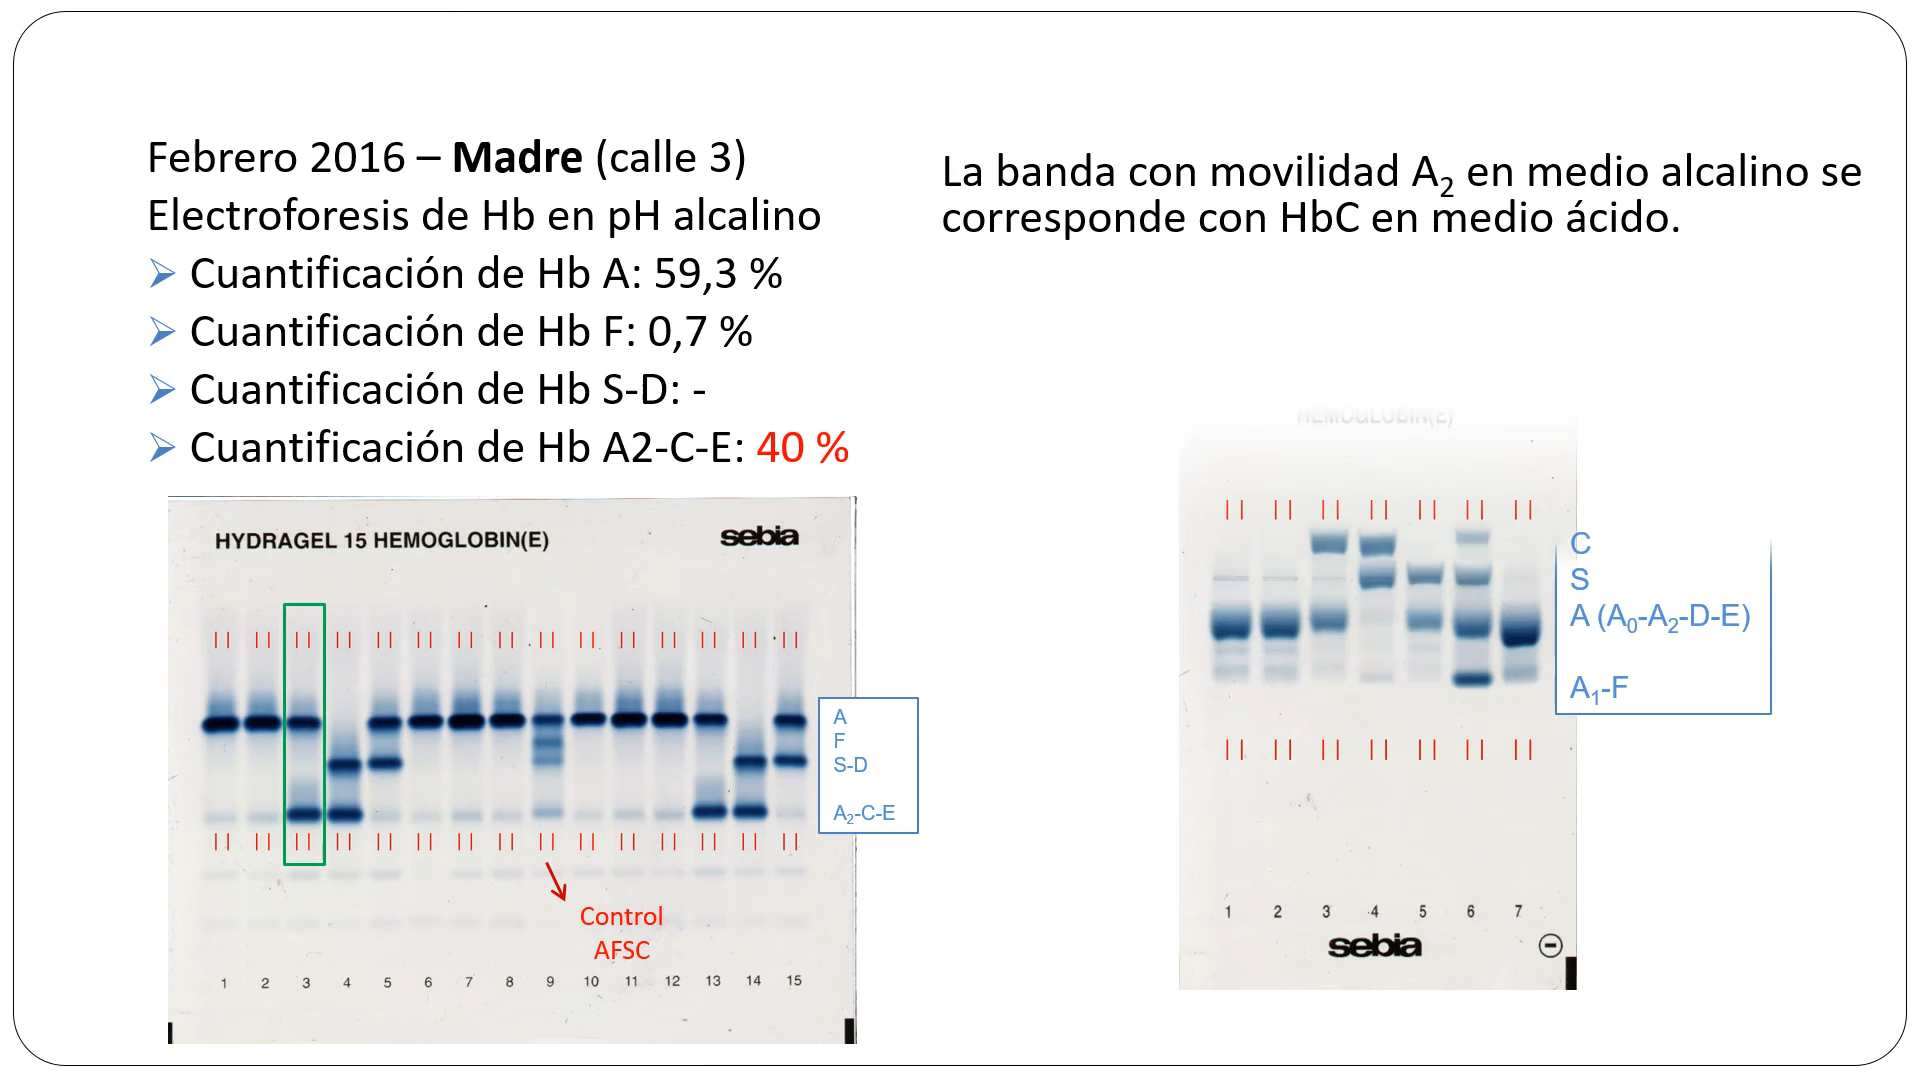 Febrero 2016 – Madre (calle 3)
Electroforesis de Hb en pH alcalino
➢ Cuantificación de Hb A: 59,3 %
➢ Cuantificación de Hb F: 0,7 %
➢ Cuantificación de Hb S-D: -
➢ Cuantificación de Hb A2-C-E: 40 %
HYDRAGEL 15 HEMOGLOBIN(E) sebia
A
F
S-D
A₂-C-E
Control
AFSC
1 2 3 4 5 6 7 8 9 10 11 12 13 14 15
La banda con movilidad A₂ en medio alcalino se
corresponde con HbC en medio ácido.
HEMOGLOBIN(E)
C
S
A (A₀-A₂-D-E)
A₁-F
1 2 3 4 5 6 7
sebia